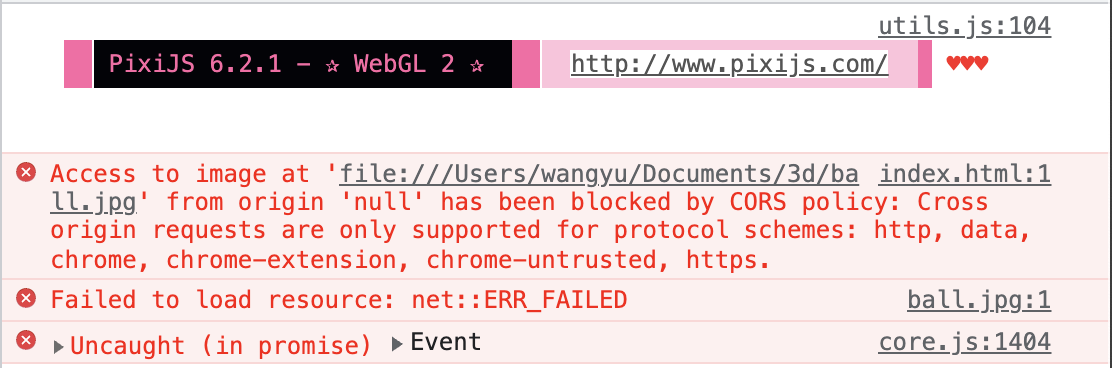 utils.js:104
PixiJS 6.2.1 - ✰ WebGL 2 ✰ http://www.pixijs.com/ ♥♥♥
Access to image at 'file:///Users/wangyu/Documents/3d/ba index.html:1
ll.jpg' from origin 'null' has been blocked by CORS policy: Cross
origin requests are only supported for protocol schemes: http, data,
chrome, chrome-extension, chrome-untrusted, https.
Failed to load resource: net::ERR_FAILED ball.jpg:1
Uncaught (in promise) Event core.js:1404